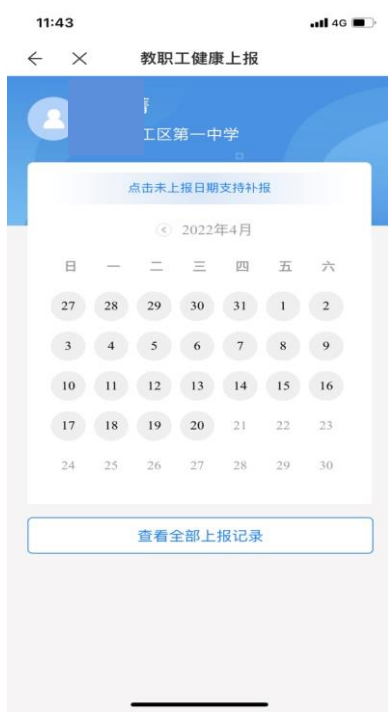 11:43
4G
教职工健康上报
工区第一中学
点击未上报日期支持补报
2022年4月
日 一 二 三 四 五 六
27 28 29 30 31 1 2
3 4 5 6 7 8 9
10 11 12 13 14 15 16
17 18 19 20 21 22 23
24 25 26 27 28 29 30
查看全部上报记录